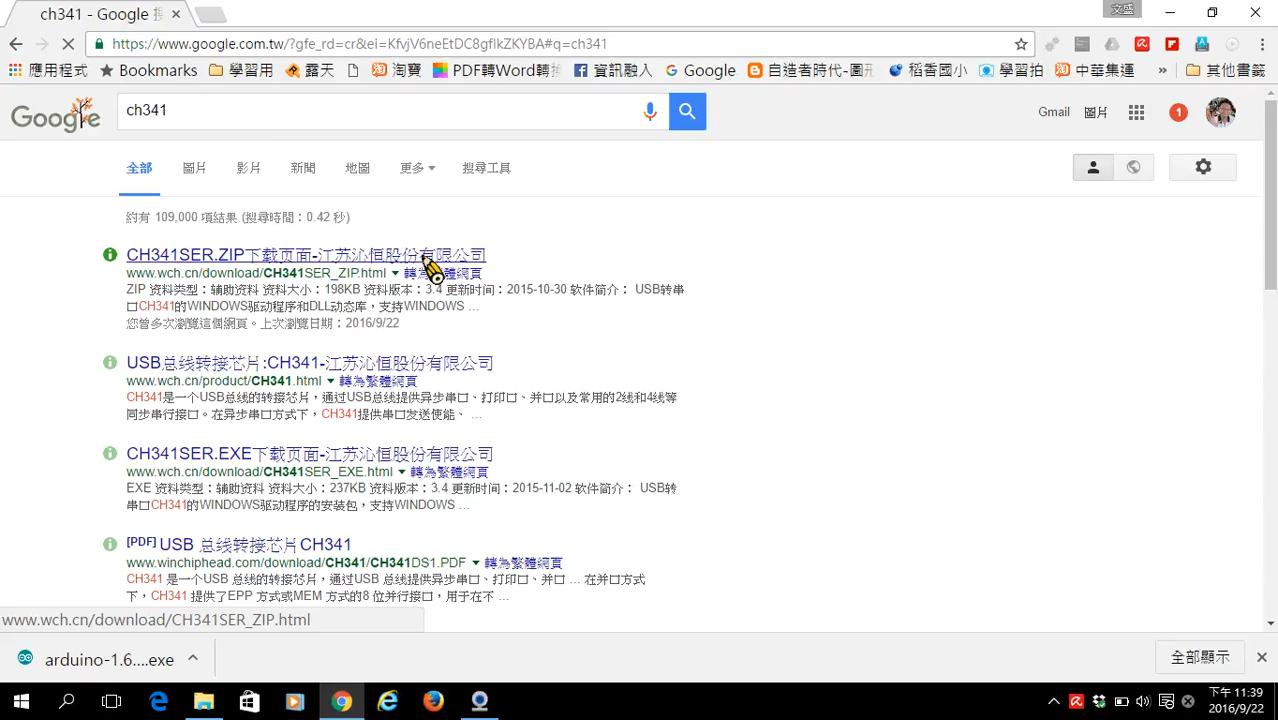 ch341 - Google 搜
文盛
https://www.google.com.tw/?gfe_rd=cr&ei=KfvjV6neEtDC8gflkZKYBA#q=ch341
應用程式 Bookmarks 學習用 露天 淘寶 PDF轉Word轉換 資訊融入 Google 自造者時代-圖形 稻香國小 學習拍 中華集運 » 其他書籤
Google ch341 Gmail 圖片 1
全部 圖片 影片 新聞 地圖 更多 搜尋工具
約有 109,000 項結果 (搜尋時間:0.42 秒)
CH341SER.ZIP下载页面-江苏沁恒股份有限公司
www.wch.cn/download/CH341SER_ZIP.html 轉為繁體網頁
ZIP 资料类型:辅助资料 资料大小:198KB 资料版本:3.4 更新时间:2015-10-30 软件简介: USB转串
口CH341的WINDOWS驱动程序和DLL动态库,支持WINDOWS ...
您曾多次瀏覽這個網頁。上次瀏覽日期:2016/9/22
USB总线转接芯片:CH341-江苏沁恒股份有限公司
www.wch.cn/product/CH341.html 轉為繁體網頁
CH341是一个USB总线的转接芯片,通过USB总线提供异步串口、打印口、并口以及常用的2线和4线等
同步串行接口。在异步串口方式下,CH341提供串口发送使能、 ...
CH341SER.EXE下载页面-江苏沁恒股份有限公司
www.wch.cn/download/CH341SER_EXE.html 轉為繁體網頁
EXE 资料类型:辅助资料 资料大小:237KB 资料版本:3.4 更新时间:2015-11-02 软件简介: USB转
串口CH341的WINDOWS驱动程序的安装包,支持WINDOWS ...
[PDF] USB 总线转接芯片CH341
www.winchiphead.com/download/CH341/CH341DS1.PDF 轉為繁體網頁
CH341 是一个USB 总线的转接芯片,通过USB 总线提供异步串口、打印口、并口 ... 在并口方式
下,CH341 提供了EPP 方式或MEM 方式的8 位并行接口,用于在不 ...
www.wch.cn/download/CH341SER_ZIP.html
arduino-1.6....exe 全部顯示
下午 11:39
2016/9/22